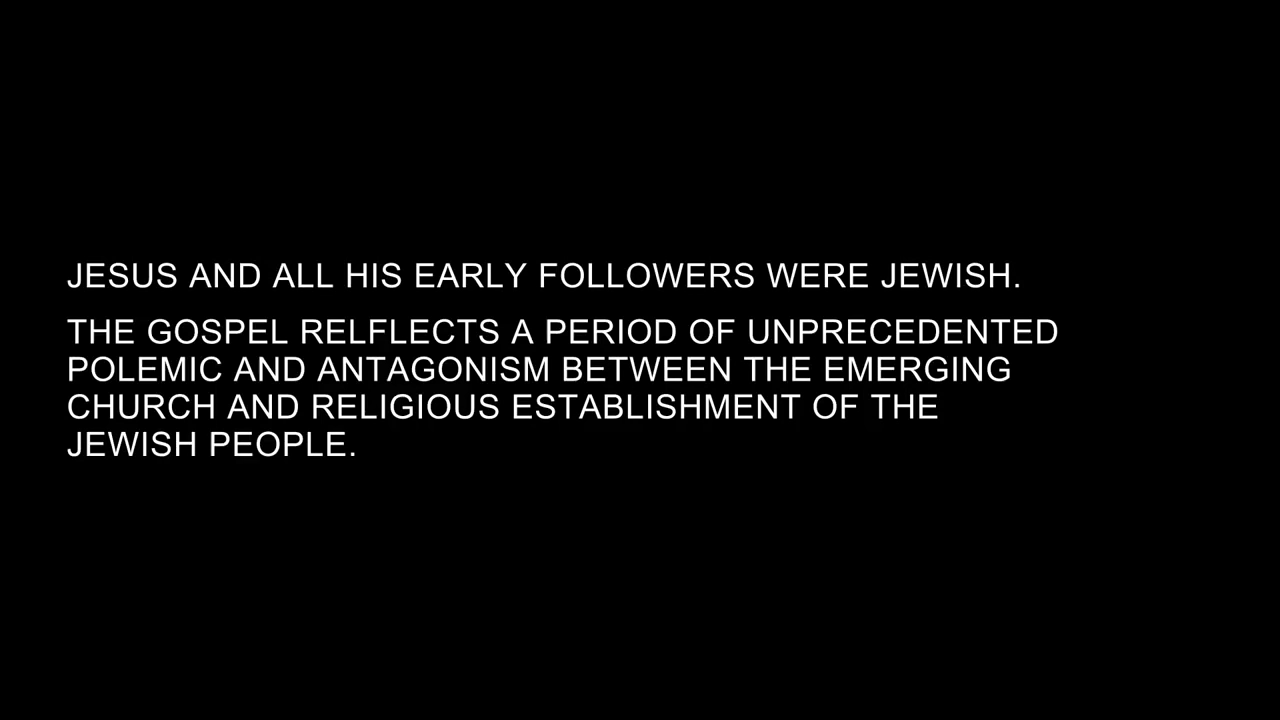 JESUS AND ALL HIS EARLY FOLLOWERS WERE JEWISH.
THE GOSPEL RELFLECTS A PERIOD OF UNPRECEDENTED
POLEMIC AND ANTAGONISM BETWEEN THE EMERGING
CHURCH AND RELIGIOUS ESTABLISHMENT OF THE
JEWISH PEOPLE.